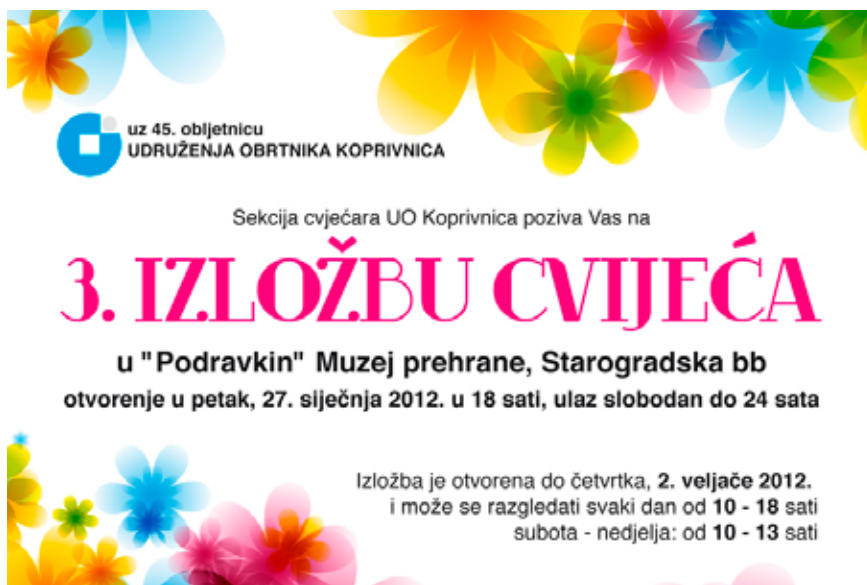 uz 45. obljetnicu
UDRUŽENJA OBRTNIKA KOPRIVNICA
Sekcija cvjećara UO Koprivnica poziva Vas na
3. IZLOŽBU CVIJEĆA
u "Podravkin" Muzej prehrane, Starogradska bb
otvorenje u petak, 27. siječnja 2012. u 18 sati, ulaz slobodan do 24 sata
Izložba je otvorena do četvrtka, 2. veljače 2012.
i može se razgledati svaki dan od 10 - 18 sati
subota - nedjelja: od 10 - 13 sati